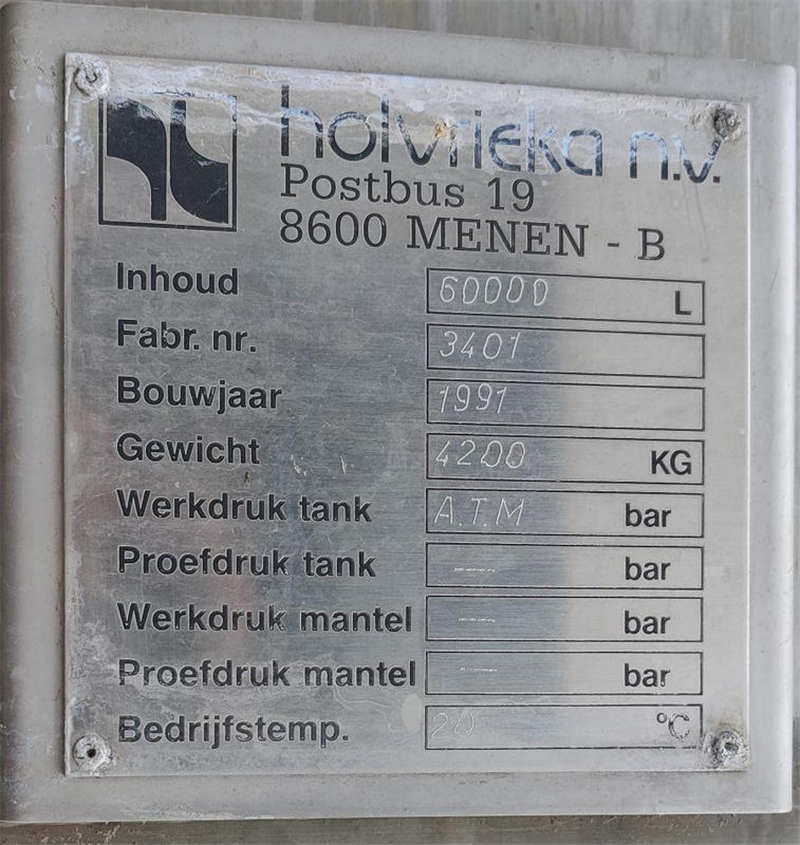 holvrieka n.v.
Postbus 19
8600 MENEN - B
Inhoud 60000 L
Fabr. nr. 3401
Bouwjaar 1991
Gewicht 4200 KG
Werkdruk tank A.T.M bar
Proefdruk tank — bar
Werkdruk mantel — bar
Proefdruk mantel — bar
Bedrijfstemp. 20 °C